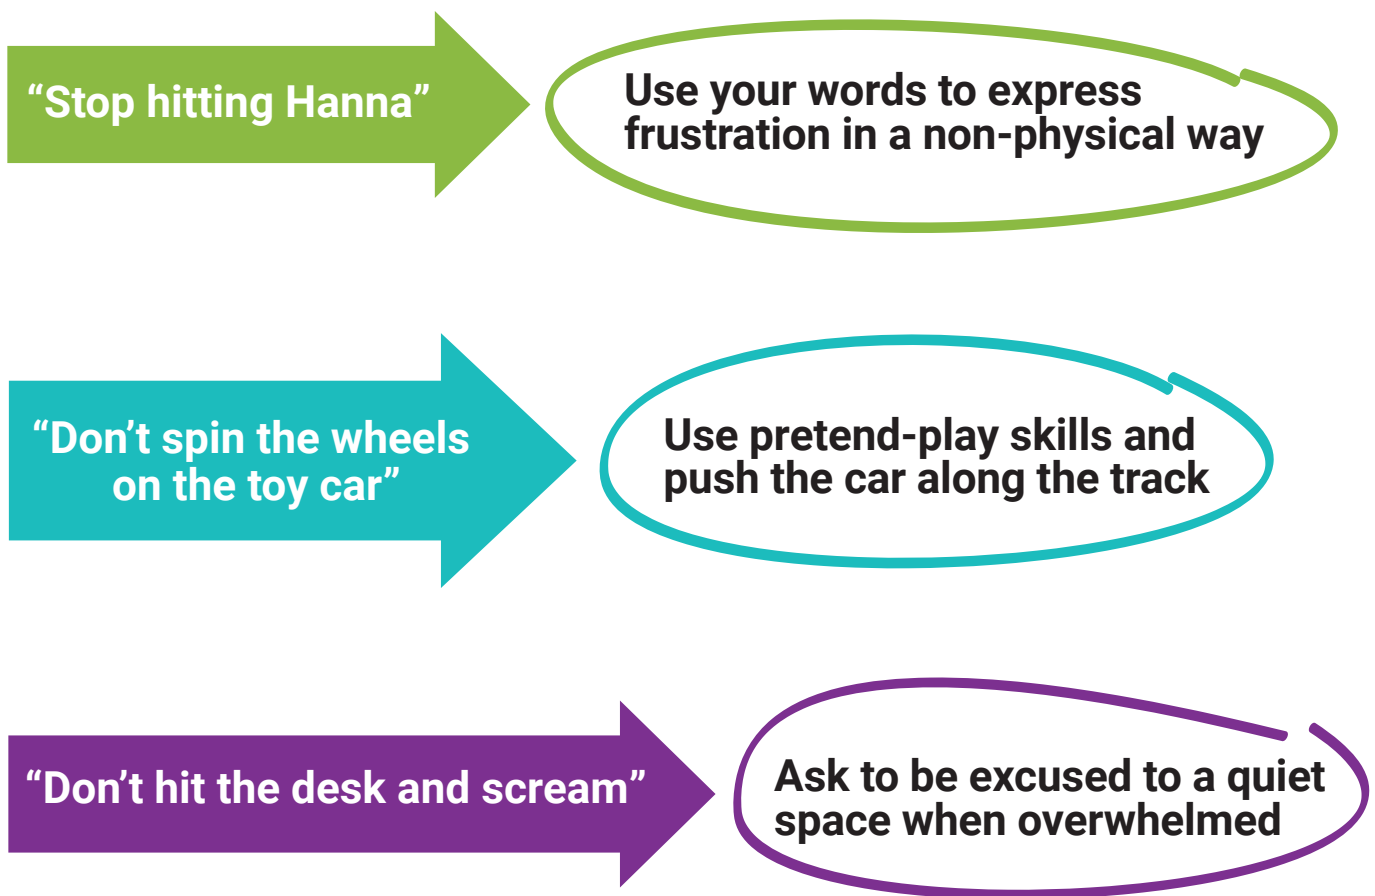 “Stop hitting Hanna”
Use your words to express
frustration in a non-physical way
“Don’t spin the wheels
on the toy car”
Use pretend-play skills and
push the car along the track
“Don’t hit the desk and scream”
Ask to be excused to a quiet
space when overwhelmed